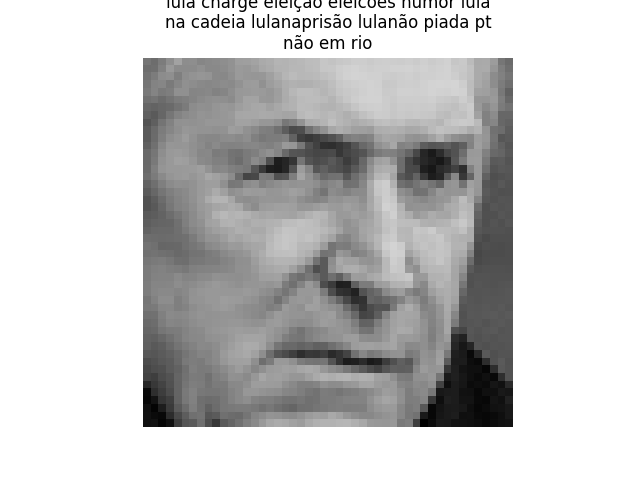 lula charge eleição eleicoes humor lula
na cadeia lulanaprisão lulanão piada pt
não em rio